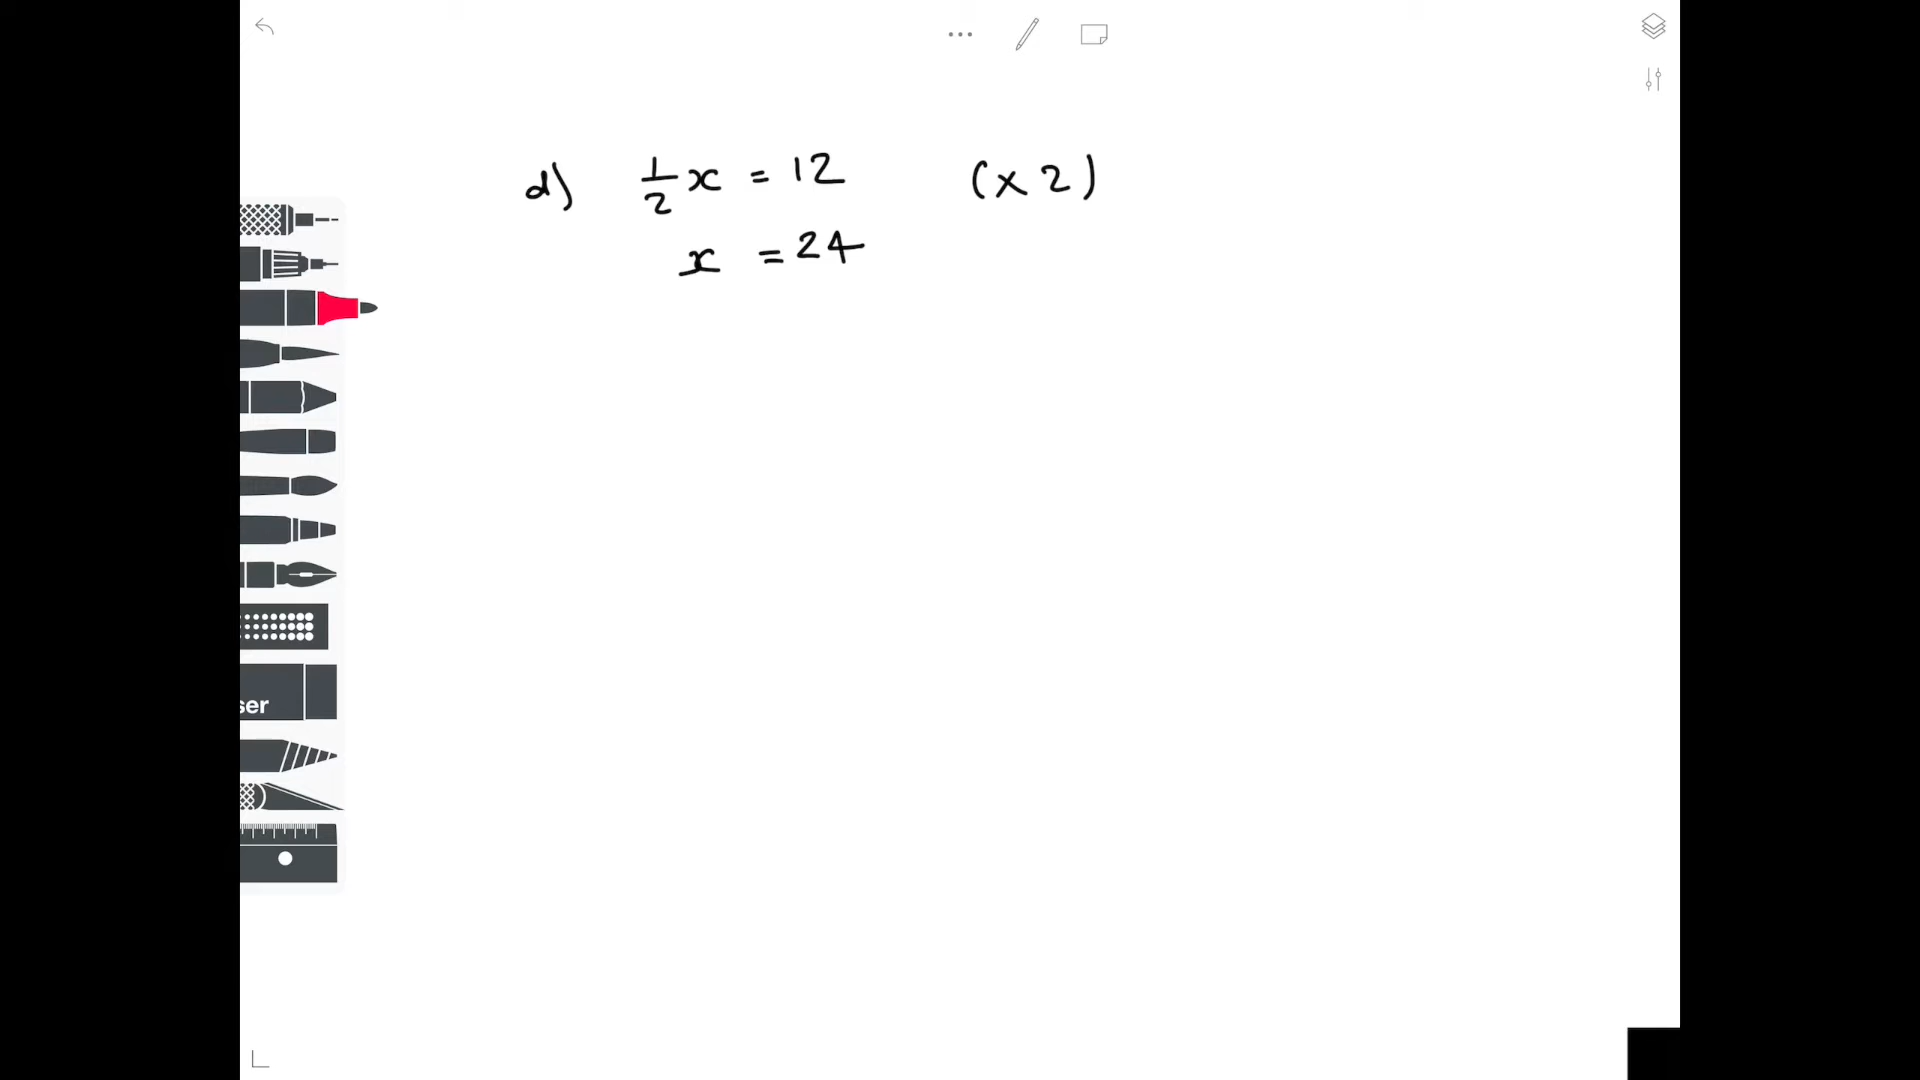 d) 1/2 x = 12 (× 2)
x = 24
ser